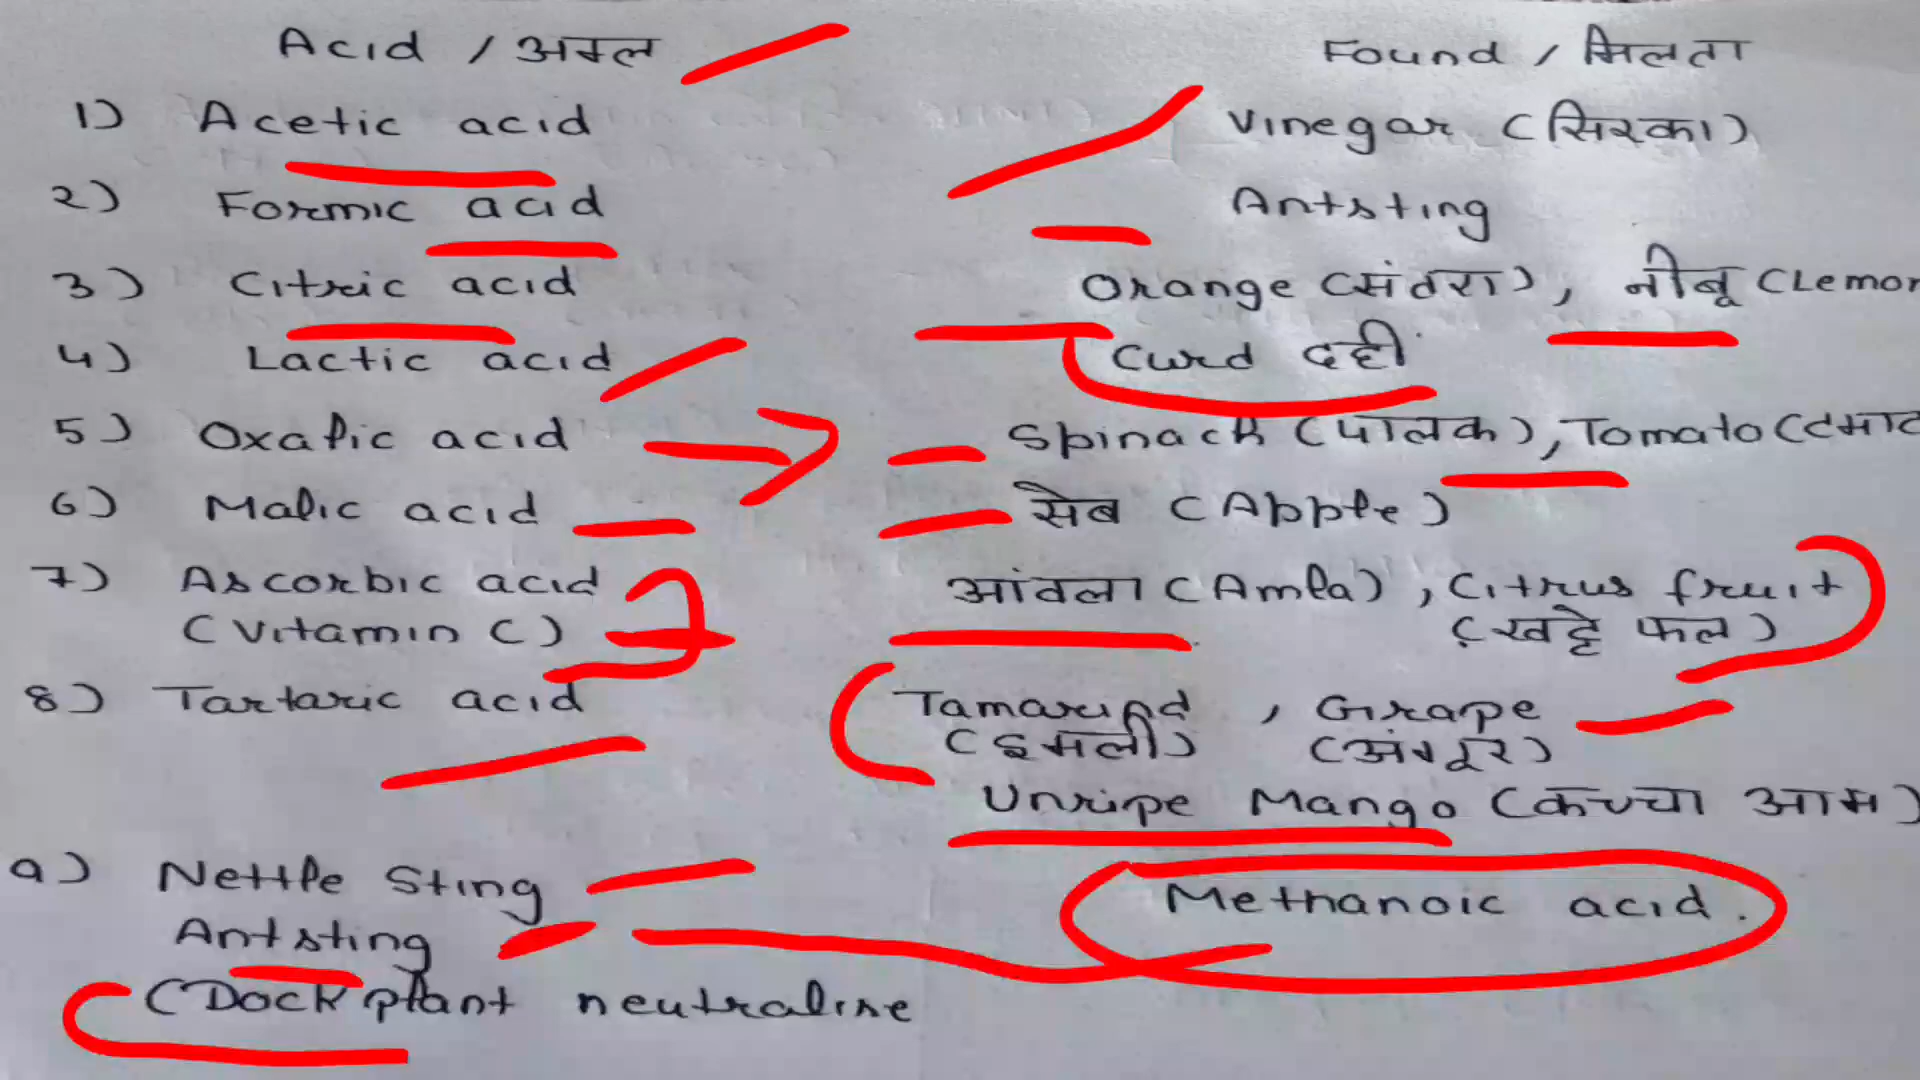 Acid / अम्ल Found / मिलता
1) Acetic acid Vinegar (सिरका)
2) Formic acid Antsting
3) Citric acid Orange (संतरा), नीबू (Lemon
4) Lactic acid Curd दही
5) Oxalic acid Spinach (पालक), Tomato (टमाट
6) Malic acid सेब (Apple)
7) Ascorbic acid आंवला (Amla), Citrus fruit
(Vitamin C) (खट्टे फल)
8) Tartaric acid Tamarind, Grape
(इमली) (अंगूर)
Unripe Mango (कच्चा आम)
9) Nettle Sting Methanoic acid.
Antsting
(Dock plant neutralise